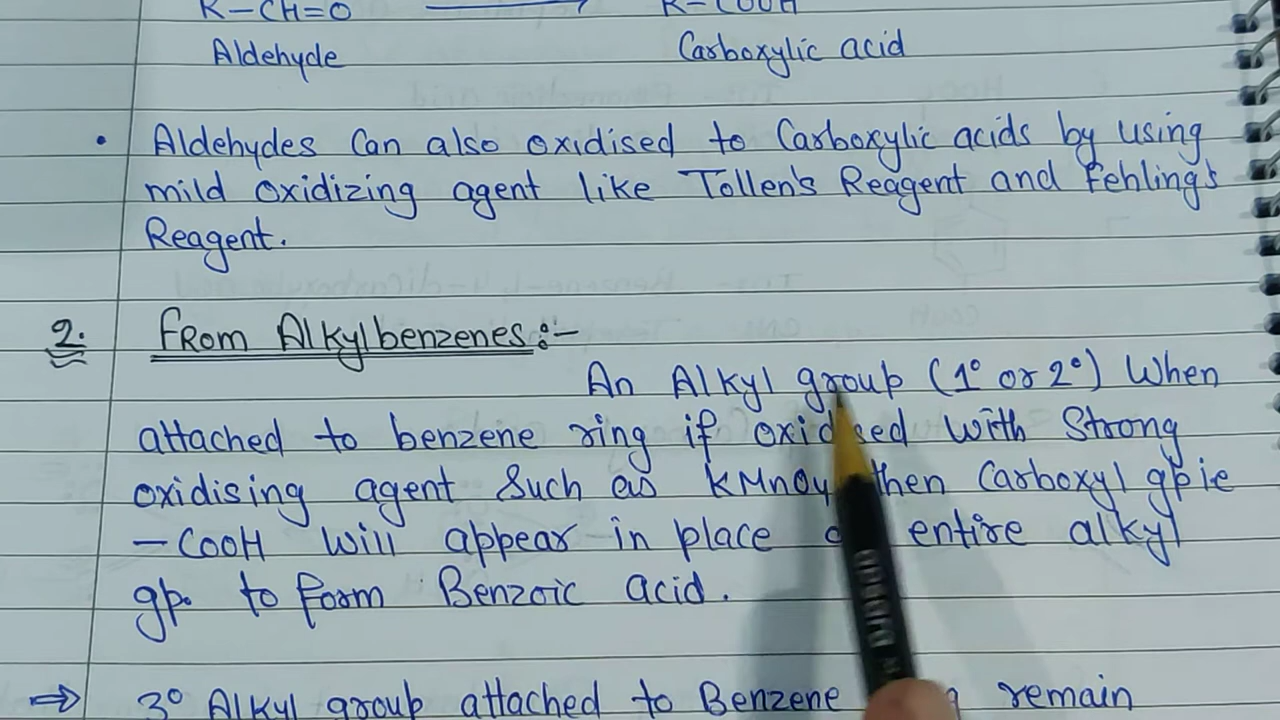 R-CH=O R-COOH
Aldehyde Carboxylic acid
• Aldehydes Can also oxidised to Carboxylic acids by using
mild oxidizing agent like Tollen's Reagent and Fehling's
Reagent.
2. From Alkylbenzenes:-
An Alkyl group (1° or 2°) When
attached to benzene ring if oxidised with Strong
oxidising agent Such as KMnO4 then Carboxyl gp ie
-COOH will appear in place entire alkyl
gp. to form Benzoic acid.
⇒ 3° Alkyl group attached to Benzene remain